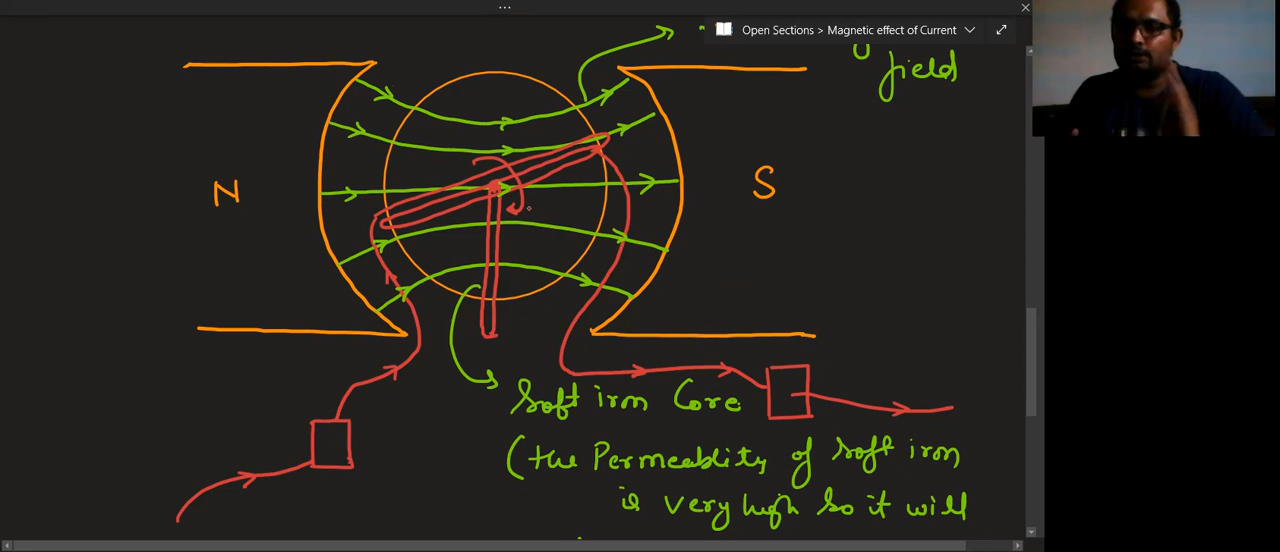 Open Sections > Magnetic effect of Current
field
N
S
Soft iron Core
(the Permeablity of soft iron
is very high so it will